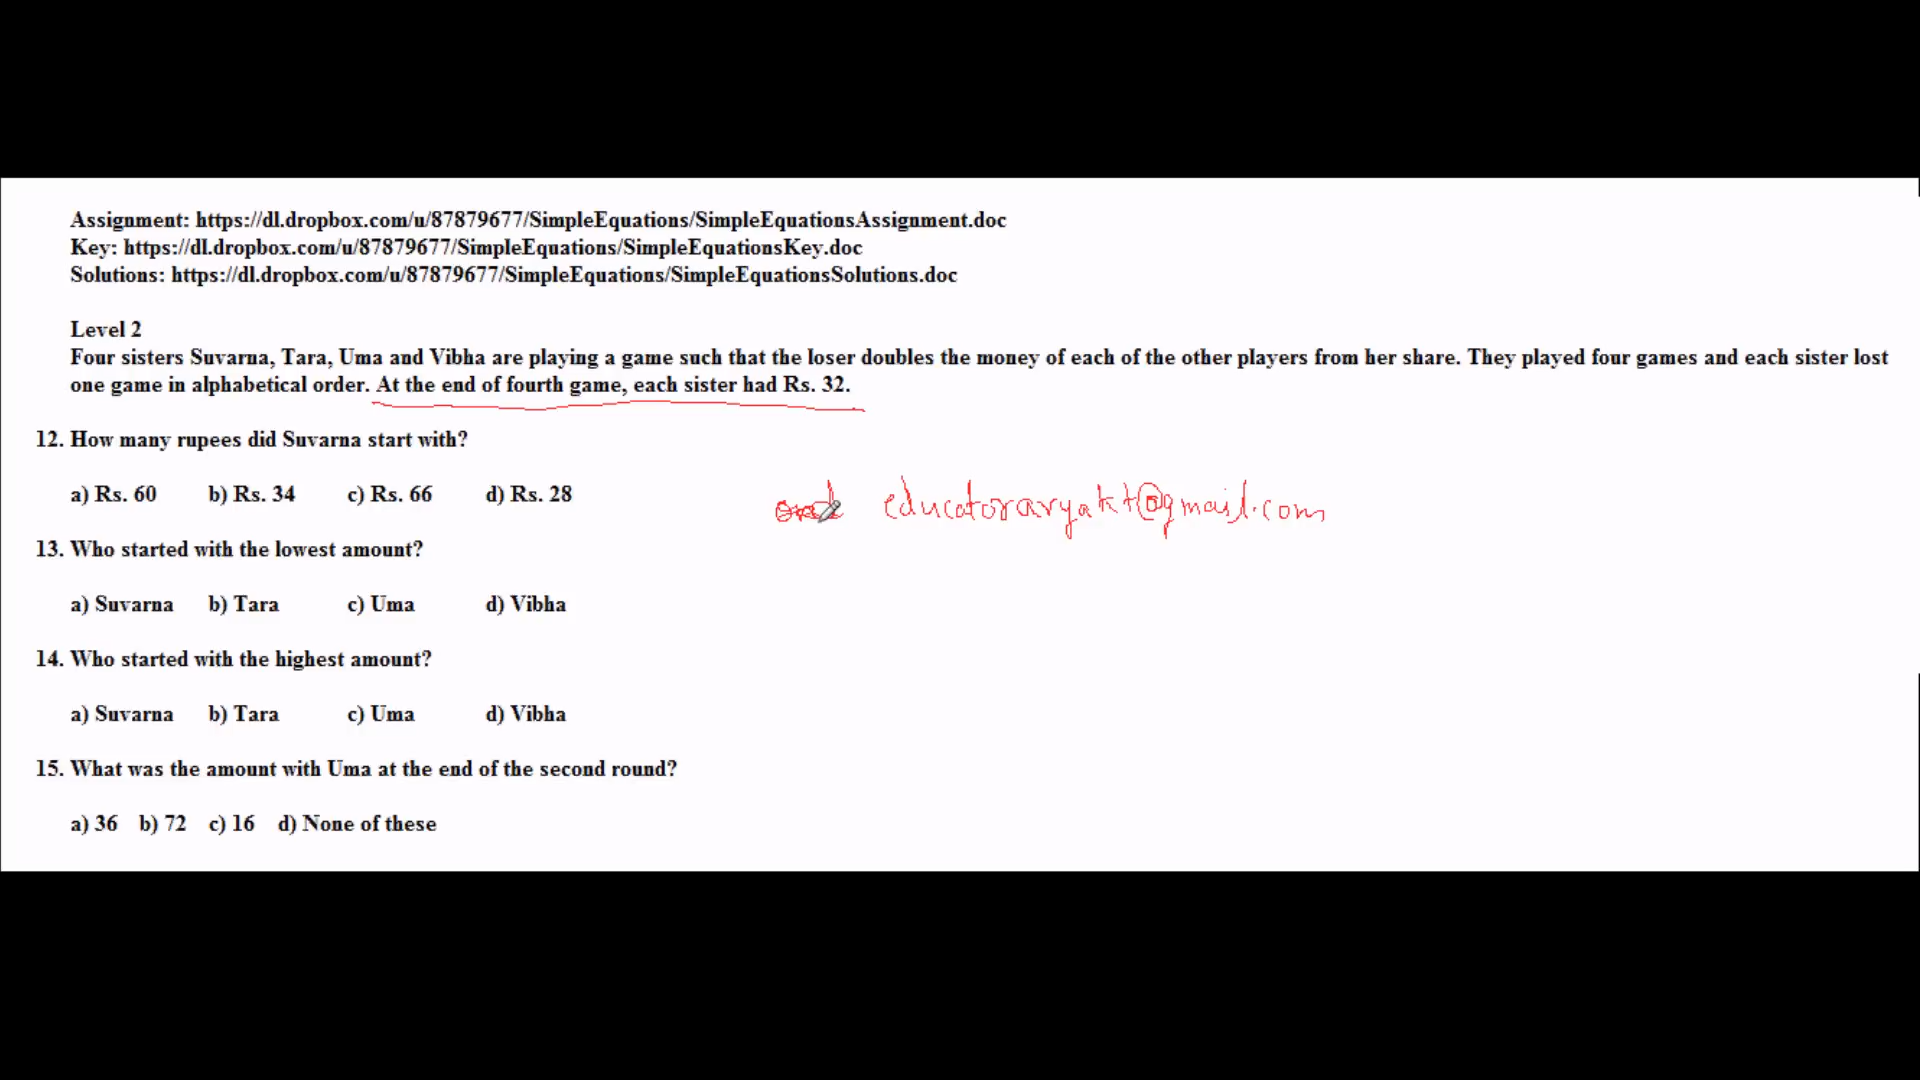 Assignment: https://dl.dropbox.com/u/87879677/SimpleEquations/SimpleEquationsAssignment.doc
Key: https://dl.dropbox.com/u/87879677/SimpleEquations/SimpleEquationsKey.doc
Solutions: https://dl.dropbox.com/u/87879677/SimpleEquations/SimpleEquationsSolutions.doc
Level 2
Four sisters Suvarna, Tara, Uma and Vibha are playing a game such that the loser doubles the money of each of the other players from her share. They played four games and each sister lost
one game in alphabetical order. At the end of fourth game, each sister had Rs. 32.
12. How many rupees did Suvarna start with?
a) Rs. 60 b) Rs. 34 c) Rs. 66 d) Rs. 28
educatoraryakt@gmail.com
13. Who started with the lowest amount?
a) Suvarna b) Tara c) Uma d) Vibha
14. Who started with the highest amount?
a) Suvarna b) Tara c) Uma d) Vibha
15. What was the amount with Uma at the end of the second round?
a) 36 b) 72 c) 16 d) None of these